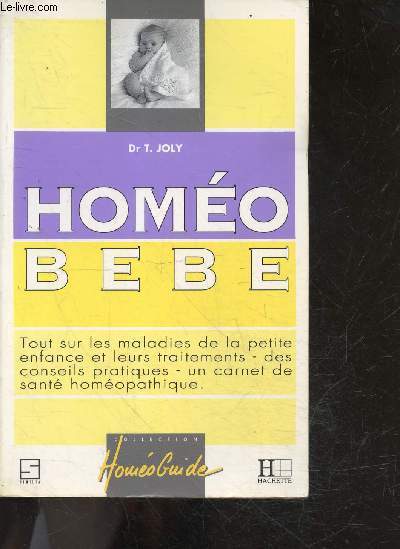 Le-livre.com
Dr T. JOLY
HOMÉO
BEBE
Tout sur les maladies de la petite
enfance et leurs traitements - des
conseils pratiques - un carnet de
santé homéopathique.
COLLECTION
HoméoGuide
HACHETTE